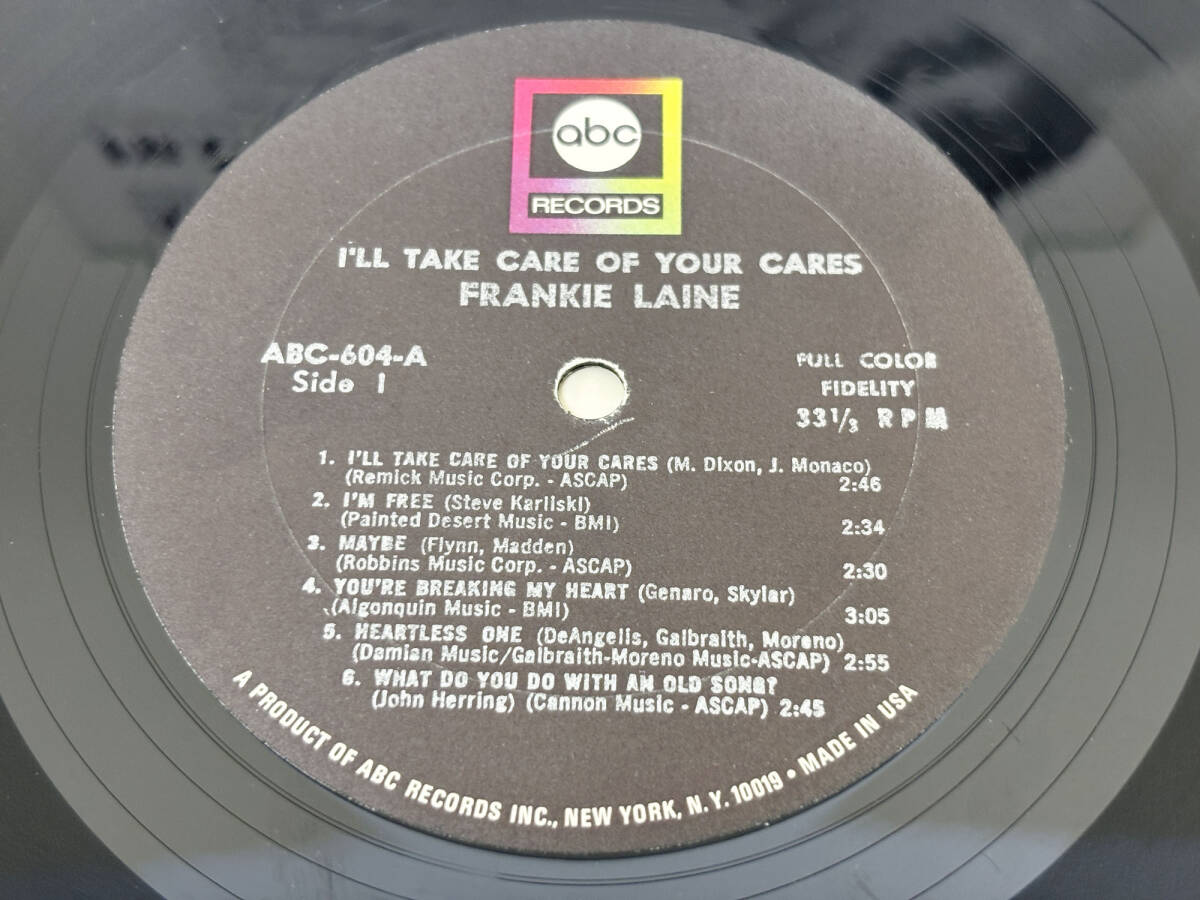 abc
RECORDS
I'LL TAKE CARE OF YOUR CARES
FRANKIE LAINE
ABC-604-A
Side 1
FULL COLOR
FIDELITY
33 1/3 RPM
1. I'LL TAKE CARE OF YOUR CARES (M. Dixon, J. Monaco)
(Remick Music Corp. - ASCAP) 2:46
2. I'M FREE (Steve Karliski)
(Painted Desert Music - BMI) 2:34
3. MAYBE (Flynn, Madden)
(Robbins Music Corp. - ASCAP) 2:30
4. YOU'RE BREAKING MY HEART (Genaro, Skylar)
(Algonquin Music - BMI) 3:05
5. HEARTLESS ONE (DeAngelis, Galbraith, Moreno)
(Damian Music/Galbraith-Moreno Music-ASCAP) 2:55
6. WHAT DO YOU DO WITH AN OLD SONG?
(John Herring) (Cannon Music - ASCAP) 2:45
A PRODUCT OF ABC RECORDS INC., NEW YORK, N.Y. 10019 • MADE IN USA